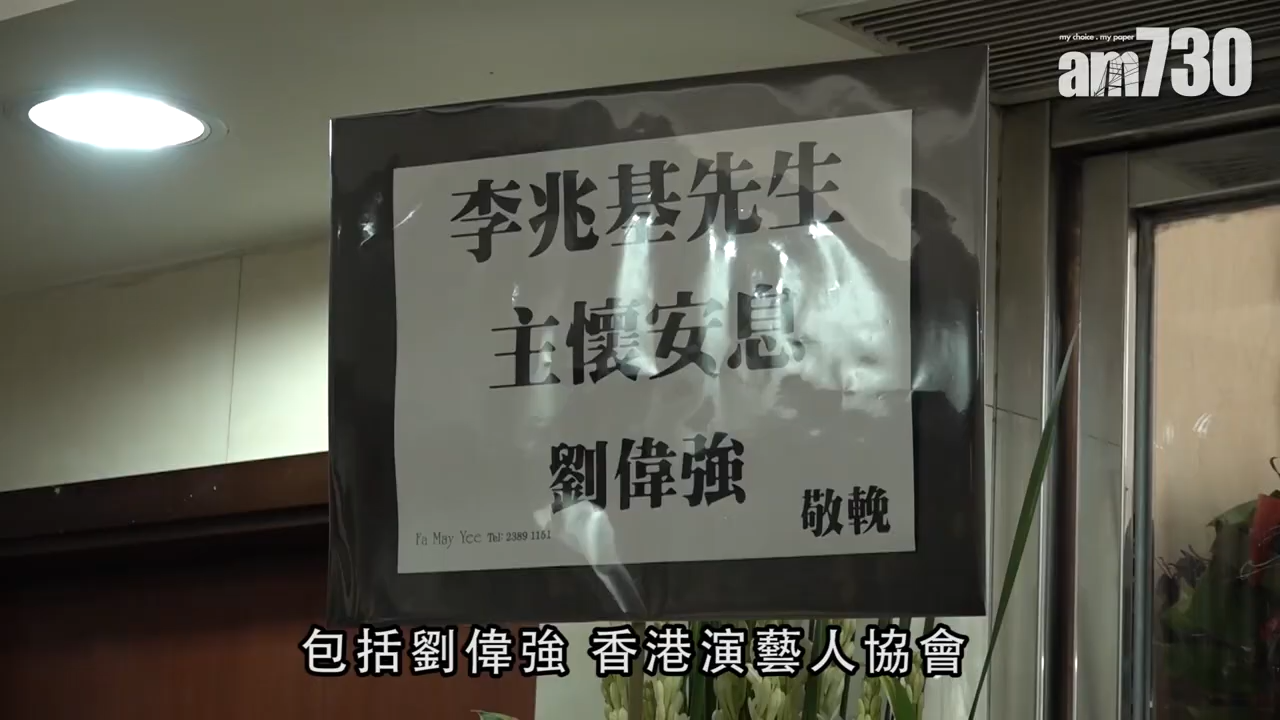 my choice . my paper
am730
李兆基先生
主懷安息
劉偉強
敬輓
Fa May Yee Tel: 2389 1151
包括劉偉強 香港演藝人協會